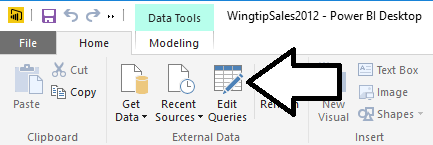 Data Tools
WingtipSales2012 - Power BI Desktop
File
Home
Modeling
Paste
Cut
Copy
Clipboard
Get Data
Recent Sources
Edit Queries
External Data
New Visual
Text Box
Image
Shapes
Insert